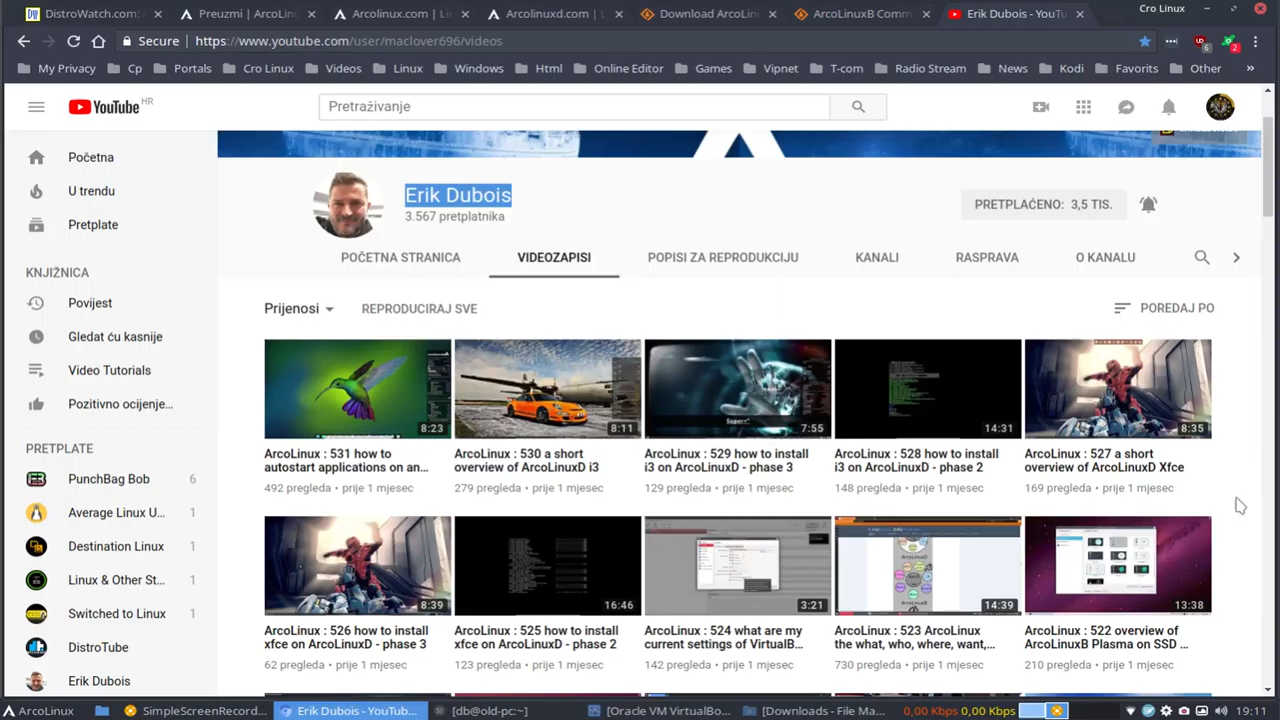 DistroWatch.com:
Preuzmi | ArcoLin
Arcolinux.com | Li
Arcolinuxd.com | L
Download ArcoLin
ArcoLinuxB Comm
Erik Dubois - YouTu
Cro Linux
Secure
https://www.youtube.com/user/maclover696/videos
6
2
My Privacy
Cp
Portals
Cro Linux
Videos
Linux
Windows
Html
Online Editor
Games
Vipnet
T-com
Radio Stream
News
Kodi
Favorits
Other
»
YouTube HR
Pretraživanje
Početna
U trendu
Pretplate
KNJIŽNICA
Povijest
Gledat ću kasnije
Video Tutorials
Pozitivno ocijenje...
PRETPLATE
PunchBag Bob 6
Average Linux U... 1
Destination Linux 1
Linux & Other St... 1
Switched to Linux 1
DistroTube
Erik Dubois
Erik Dubois
3.567 pretplatnika
PRETPLAĆENO: 3,5 TIS.
POČETNA STRANICA
VIDEOZAPISI
POPISI ZA REPRODUKCIJU
KANALI
RASPRAVA
O KANALU
Prijenosi
REPRODUCIRAJ SVE
POREDAJ PO
8:23
8:11
7:55
14:31
8:35
ArcoLinux : 531 how to
autostart applications on an...
492 pregleda • prije 1 mjesec
ArcoLinux : 530 a short
overview of ArcoLinuxD i3
279 pregleda • prije 1 mjesec
ArcoLinux : 529 how to install
i3 on ArcoLinuxD - phase 3
129 pregleda • prije 1 mjesec
ArcoLinux : 528 how to install
i3 on ArcoLinuxD - phase 2
148 pregleda • prije 1 mjesec
ArcoLinux : 527 a short
overview of ArcoLinuxD Xfce
169 pregleda • prije 1 mjesec
8:39
16:46
3:21
14:39
13:38
ArcoLinux : 526 how to install
xfce on ArcoLinuxD - phase 3
62 pregleda • prije 1 mjesec
ArcoLinux : 525 how to install
xfce on ArcoLinuxD - phase 2
123 pregleda • prije 1 mjesec
ArcoLinux : 524 what are my
current settings of VirtualB...
142 pregleda • prije 1 mjesec
ArcoLinux : 523 ArcoLinux
the what, who, where, want,...
730 pregleda • prije 1 mjesec
ArcoLinux : 522 overview of
ArcoLinuxB Plasma on SSD ...
210 pregleda • prije 1 mjesec
ArcoLinux
SimpleScreenRecord...
Erik Dubois - YouTub...
[db@old-pc:~]
[Oracle VM VirtualBo...
[Downloads - File Ma...
0,00 Kbps 0,00 Kbps
19:11